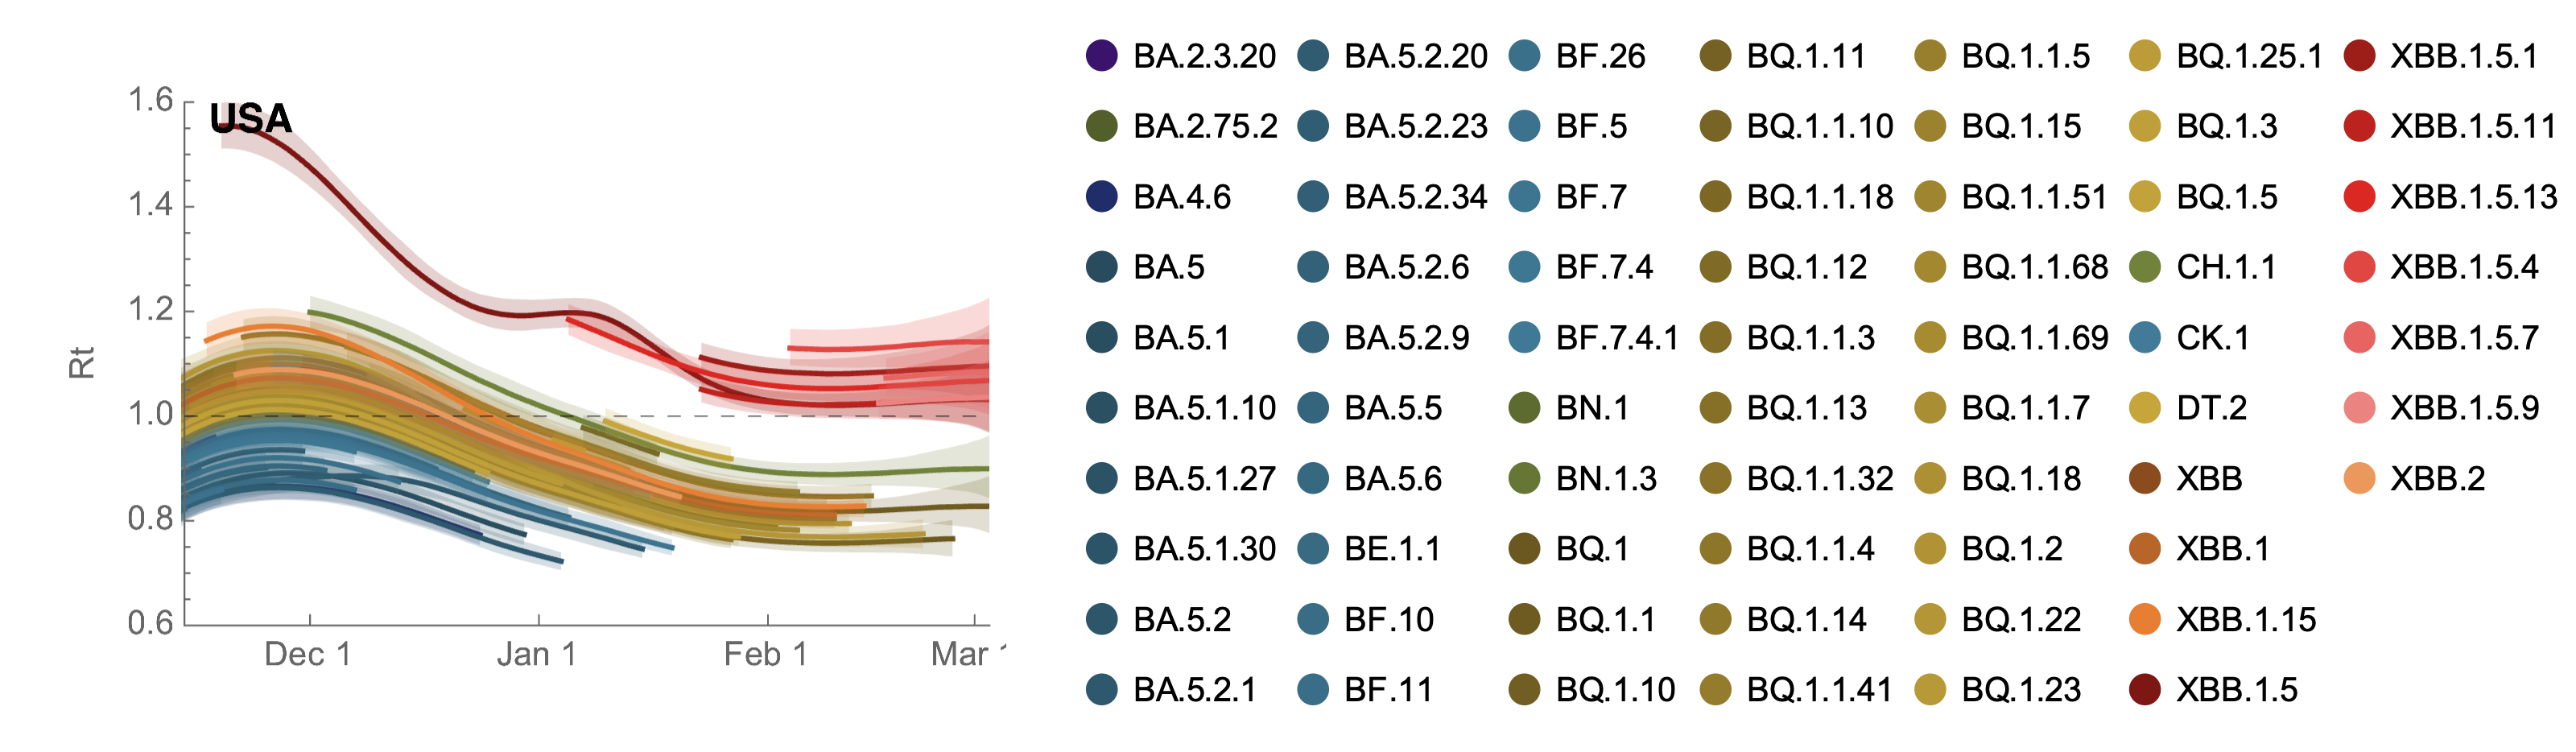 USA
1.6
1.4
1.2
1.0
0.8
0.6
Rt
Dec 1 Jan 1 Feb 1 Mar 1
BA.2.3.20 BA.5.2.20 BF.26 BQ.1.11 BQ.1.1.5 BQ.1.25.1 XBB.1.5.1
BA.2.75.2 BA.5.2.23 BF.5 BQ.1.1.10 BQ.1.15 BQ.1.3 XBB.1.5.11
BA.4.6 BA.5.2.34 BF.7 BQ.1.1.18 BQ.1.1.51 BQ.1.5 XBB.1.5.13
BA.5 BA.5.2.6 BF.7.4 BQ.1.12 BQ.1.1.68 CH.1.1 XBB.1.5.4
BA.5.1 BA.5.2.9 BF.7.4.1 BQ.1.1.3 BQ.1.1.69 CK.1 XBB.1.5.7
BA.5.1.10 BA.5.5 BN.1 BQ.1.13 BQ.1.1.7 DT.2 XBB.1.5.9
BA.5.1.27 BA.5.6 BN.1.3 BQ.1.1.32 BQ.1.18 XBB XBB.2
BA.5.1.30 BE.1.1 BQ.1 BQ.1.1.4 BQ.1.2 XBB.1
BA.5.2 BF.10 BQ.1.1 BQ.1.14 BQ.1.22 XBB.1.15
BA.5.2.1 BF.11 BQ.1.10 BQ.1.1.41 BQ.1.23 XBB.1.5